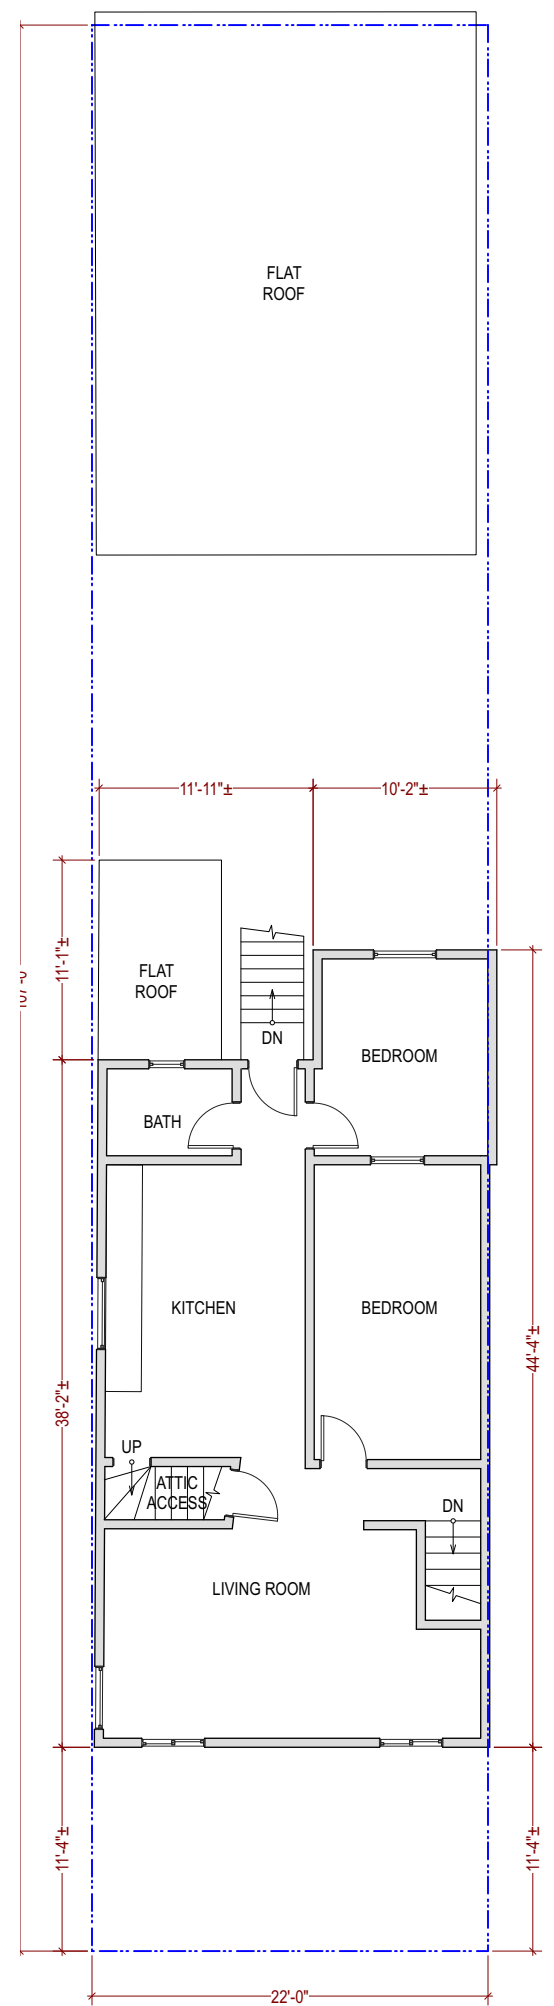 FLAT
ROOF
11'-11"±
10'-2"±
11'-1"±
FLAT
ROOF
DN
BEDROOM
BATH
KITCHEN
BEDROOM
44'-4"±
38'-2"±
UP
ATTIC
ACCESS
DN
LIVING ROOM
11'-4"±
11'-4"±
22'-0"